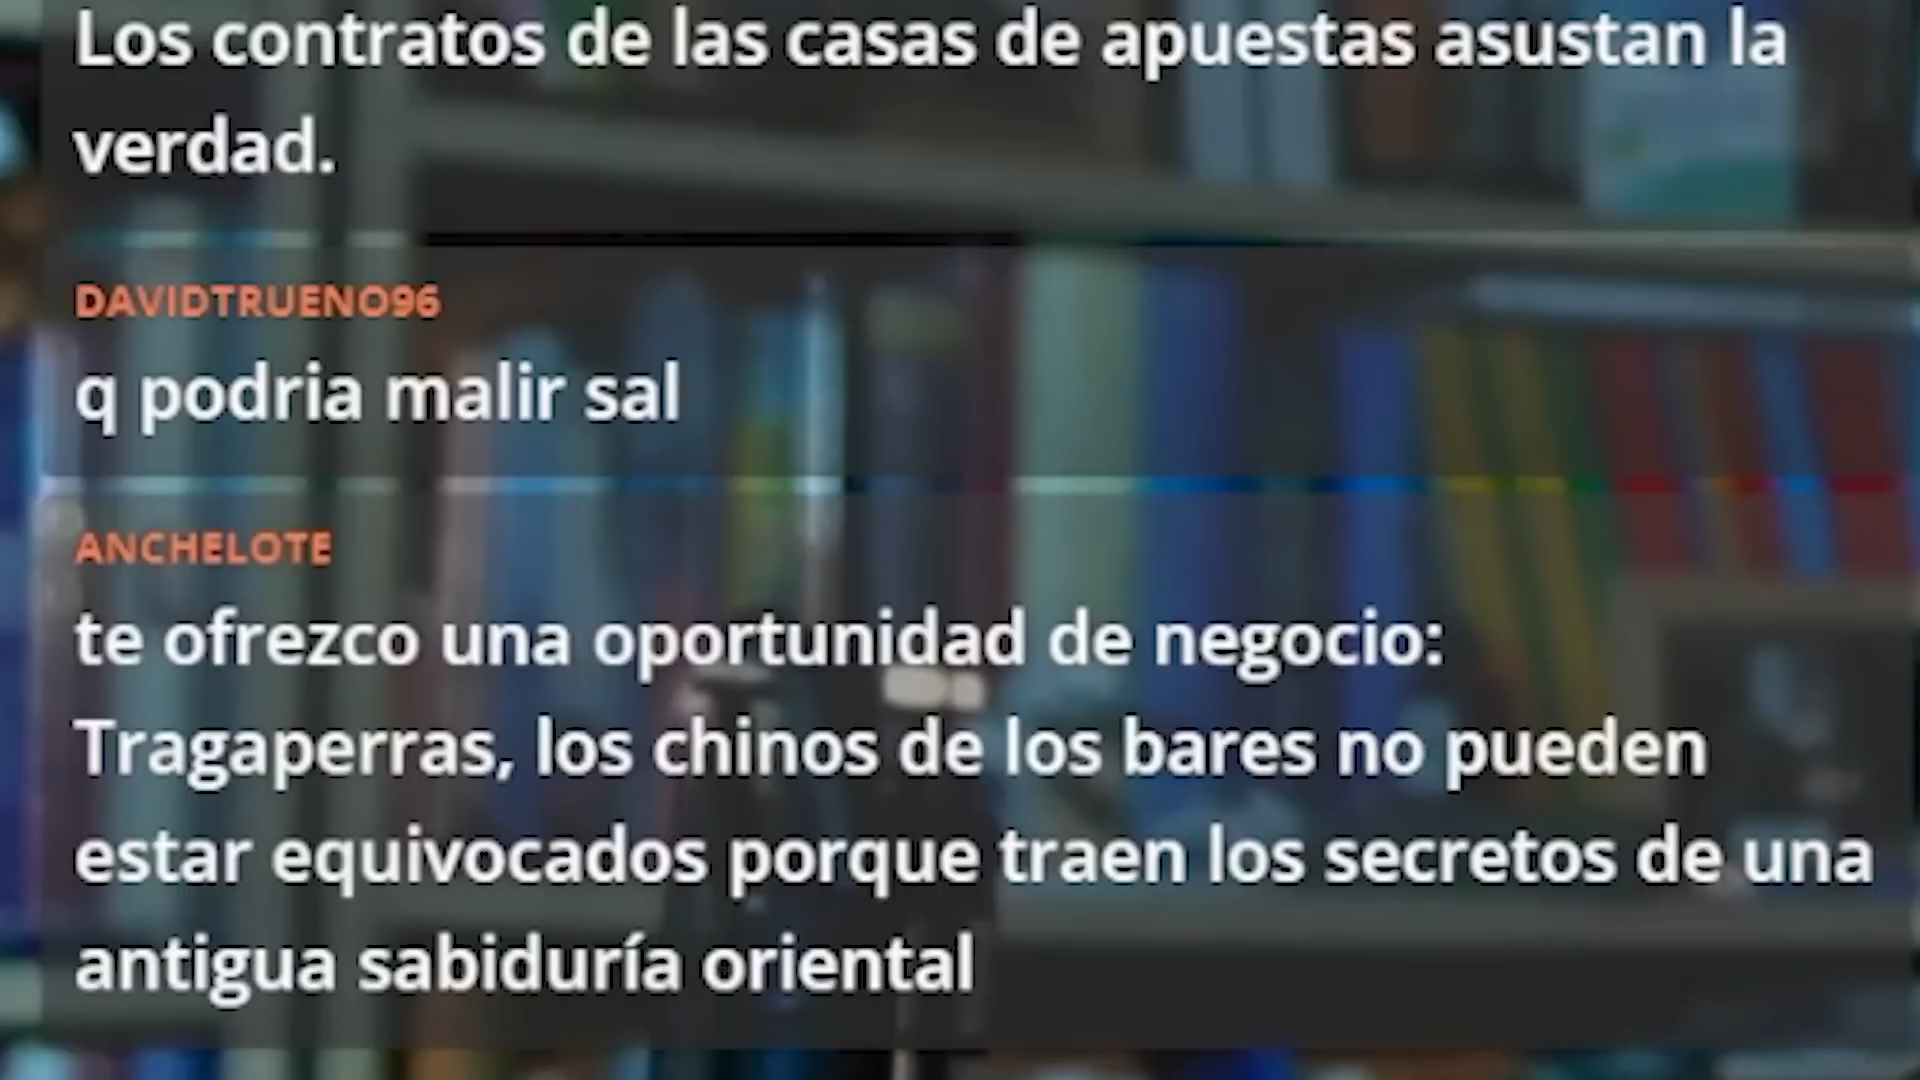 Los contratos de las casas de apuestas asustan la
verdad.
DAVIDTRUENO96
q podria malir sal
ANCHELOTE
te ofrezco una oportunidad de negocio:
Tragaperras, los chinos de los bares no pueden
estar equivocados porque traen los secretos de una
antigua sabiduría oriental